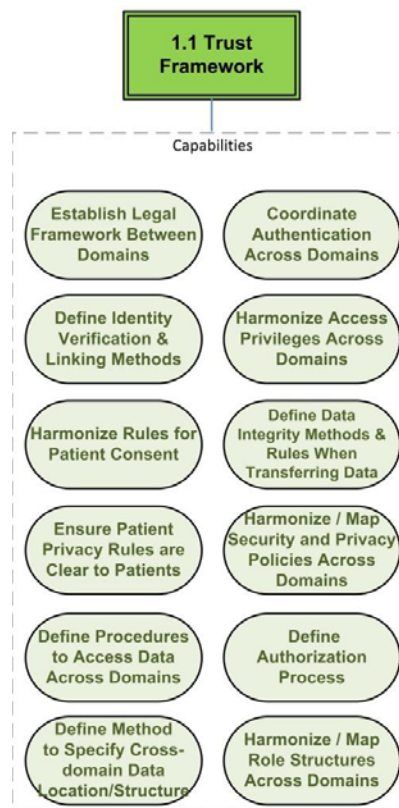 1.1 Trust
Framework
Capabilities
Establish Legal
Framework Between
Domains
Coordinate
Authentication
Across Domains
Define Identity
Verification &
Linking Methods
Harmonize Access
Privileges Across
Domains
Harmonize Rules for
Patient Consent
Define Data
Integrity Methods &
Rules When
Transferring Data
Ensure Patient
Privacy Rules are
Clear to Patients
Harmonize / Map
Security and Privacy
Policies Across
Domains
Define Procedures
to Access Data
Across Domains
Define
Authorization
Process
Define Method
to Specify Cross-
domain Data
Location/Structure
Harmonize / Map
Role Structures
Across Domains